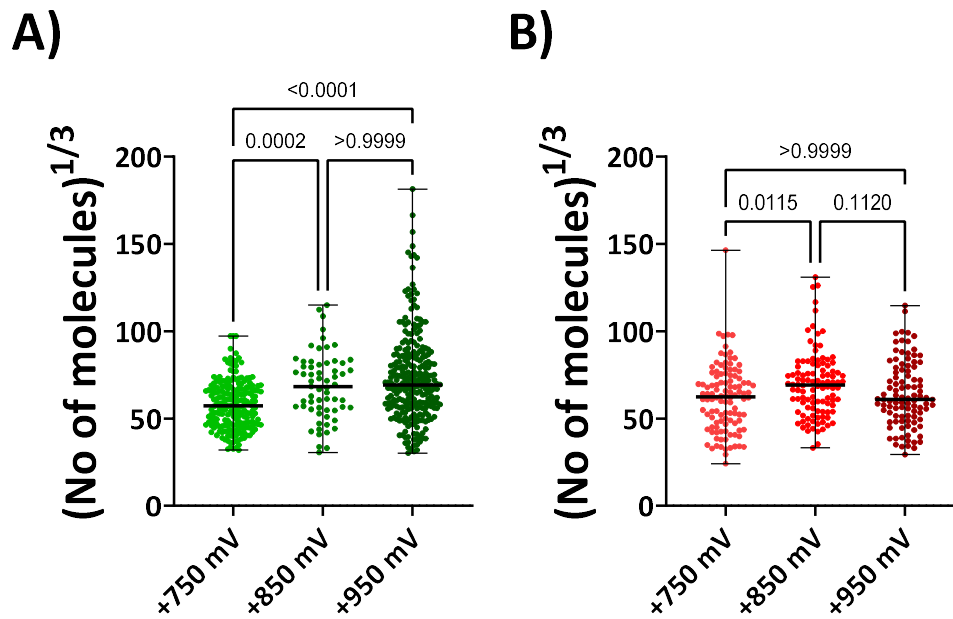 A)
<0.0001
0.0002
>0.9999
(No of molecules)1/3
200
150
100
50
0
+750 mV
+850 mV
+950 mV
B)
>0.9999
0.0115
0.1120
(No of molecules)1/3
200
150
100
50
0
+750 mV
+850 mV
+950 mV